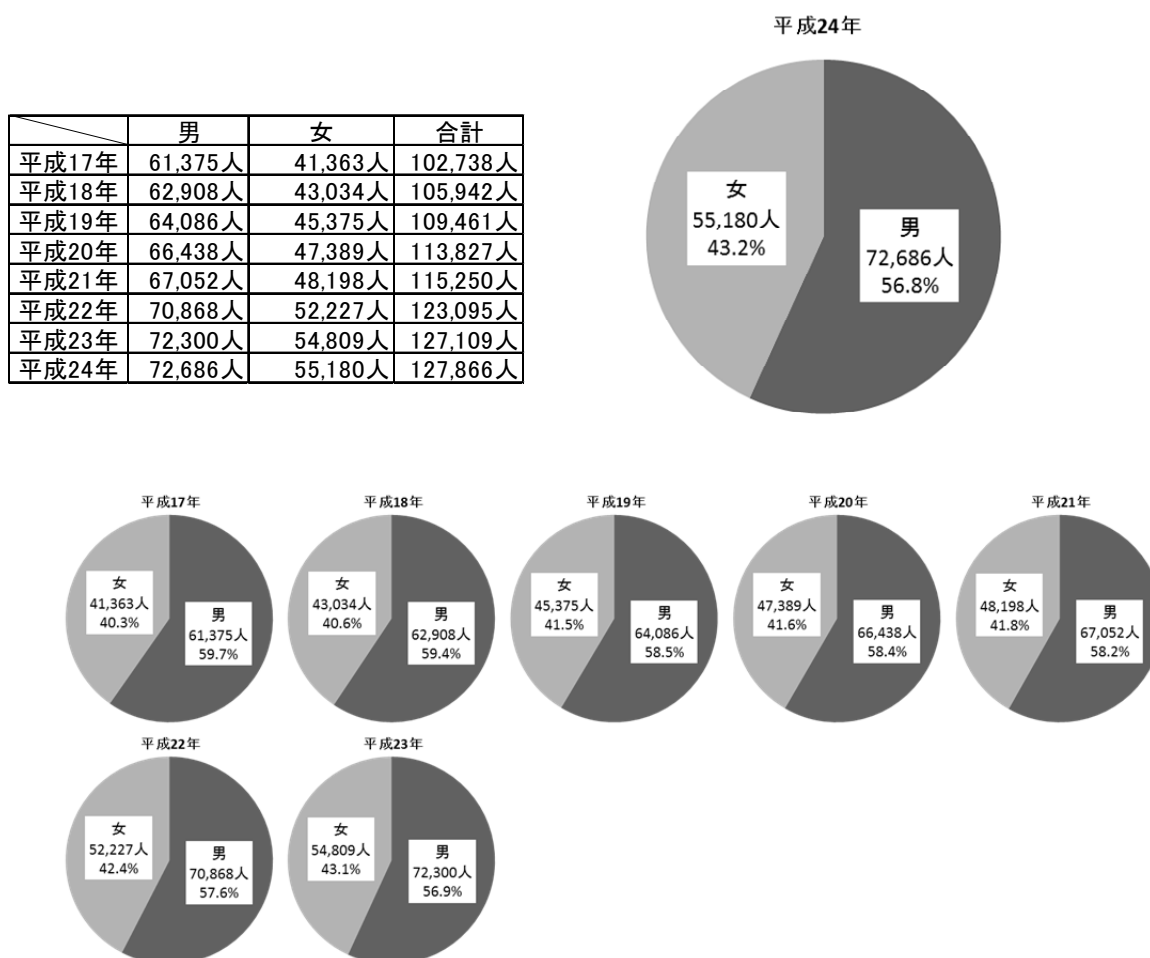 平成24年
男 女 合計
平成17年 61,375人 41,363人 102,738人
平成18年 62,908人 43,034人 105,942人
平成19年 64,086人 45,375人 109,461人
平成20年 66,438人 47,389人 113,827人
平成21年 67,052人 48,198人 115,250人
平成22年 70,868人 52,227人 123,095人
平成23年 72,300人 54,809人 127,109人
平成24年 72,686人 55,180人 127,866人
女
55,180人
43.2%
男
72,686人
56.8%
平成17年
女
41,363人
40.3%
男
61,375人
59.7%
平成18年
女
43,034人
40.6%
男
62,908人
59.4%
平成19年
女
45,375人
41.5%
男
64,086人
58.5%
平成20年
女
47,389人
41.6%
男
66,438人
58.4%
平成21年
女
48,198人
41.8%
男
67,052人
58.2%
平成22年
女
52,227人
42.4%
男
70,868人
57.6%
平成23年
女
54,809人
43.1%
男
72,300人
56.9%